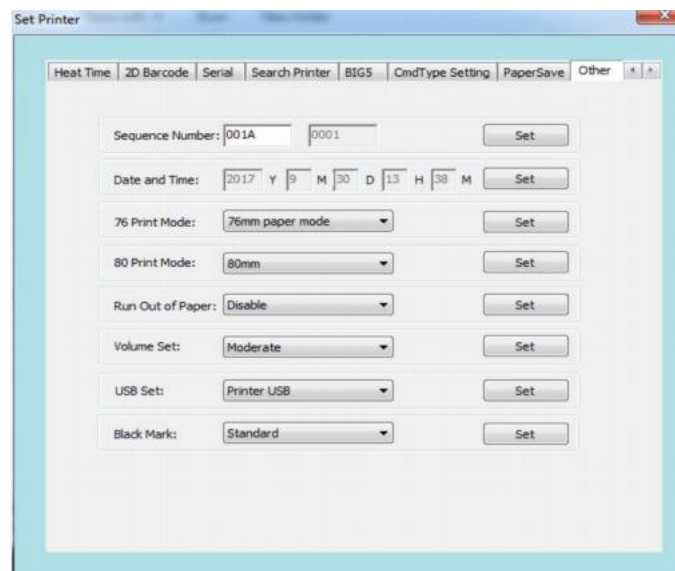 Set Printer
Heat Time 2D Barcode Serial Search Printer BIG5 CmdType Setting PaperSave Other
Sequence Number: 001A 0001 Set
Date and Time: 2017 Y 9 M 30 D 13 H 38 M Set
76 Print Mode: 76mm paper mode Set
80 Print Mode: 80mm Set
Run Out of Paper: Disable Set
Volume Set: Moderate Set
USB Set: Printer USB Set
Black Mark: Standard Set